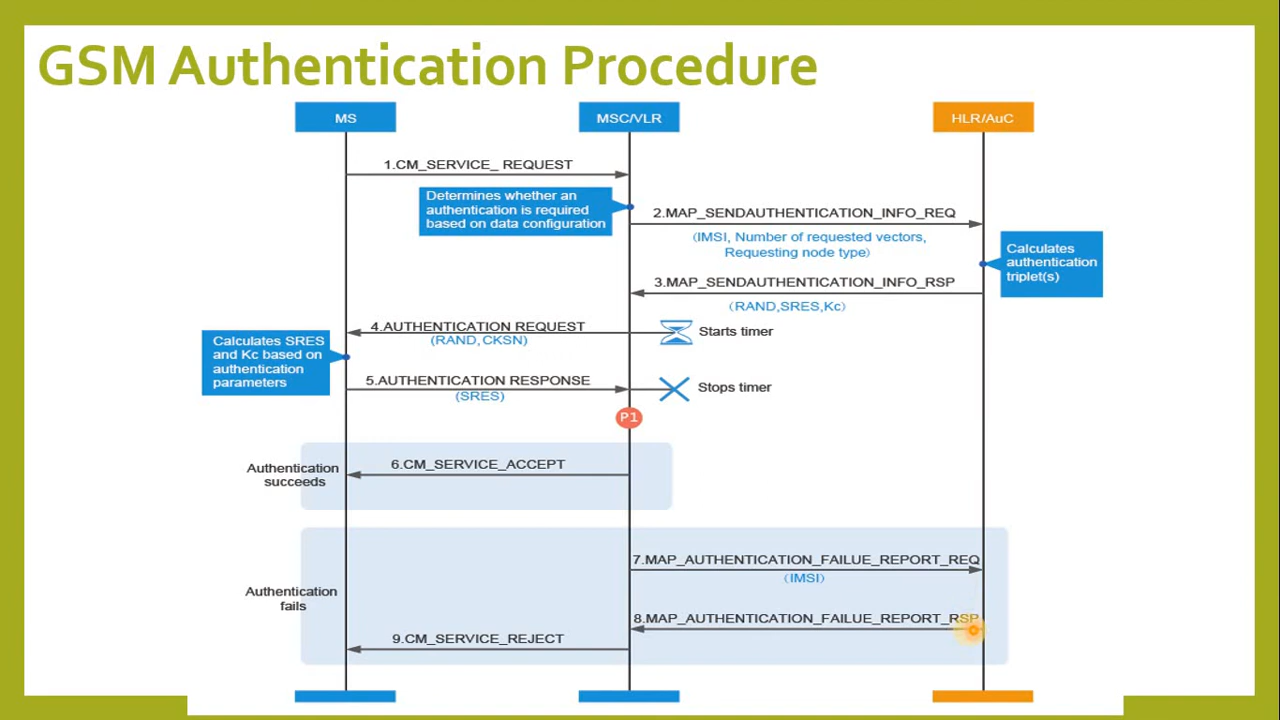 GSM Authentication Procedure
MS
MSC/VLR
HLR/AuC
1.CM_SERVICE_ REQUEST
Determines whether an
authentication is required
based on data configuration
2.MAP_SENDAUTHENTICATION_INFO_REQ
(IMSI, Number of requested vectors,
Requesting node type)
Calculates
authentication
triplet(s)
3.MAP_SENDAUTHENTICATION_INFO_RSP
(RAND,SRES,Kc)
4.AUTHENTICATION REQUEST
(RAND, CKSN)
Starts timer
Calculates SRES
and Kc based on
authentication
parameters
5.AUTHENTICATION RESPONSE
(SRES)
Stops timer
P1
Authentication
succeeds
6.CM_SERVICE_ACCEPT
7.MAP_AUTHENTICATION_FAILUE_REPORT_REQ
(IMSI)
Authentication
fails
8.MAP_AUTHENTICATION_FAILUE_REPORT_RSP
9.CM_SERVICE_REJECT